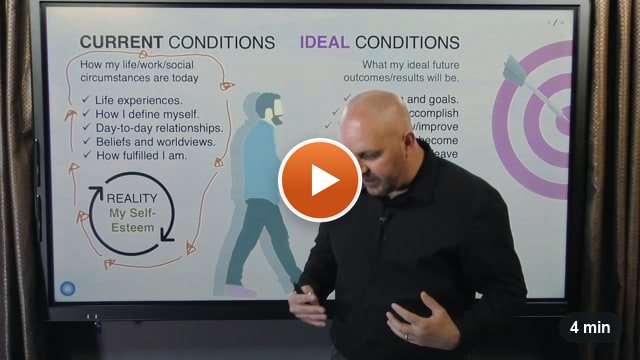 CURRENT CONDITIONS
How my life/work/social
circumstances are today
✓ Life experiences.
✓ How I define myself.
✓ Day-to-day relationships.
✓ Beliefs and worldviews.
✓ How fulfilled I am.
REALITY
My Self-
Esteem
IDEAL CONDITIONS
What my ideal future
outcomes/results will be.
and goals.
accomplish
/improve
become
leave
4 min